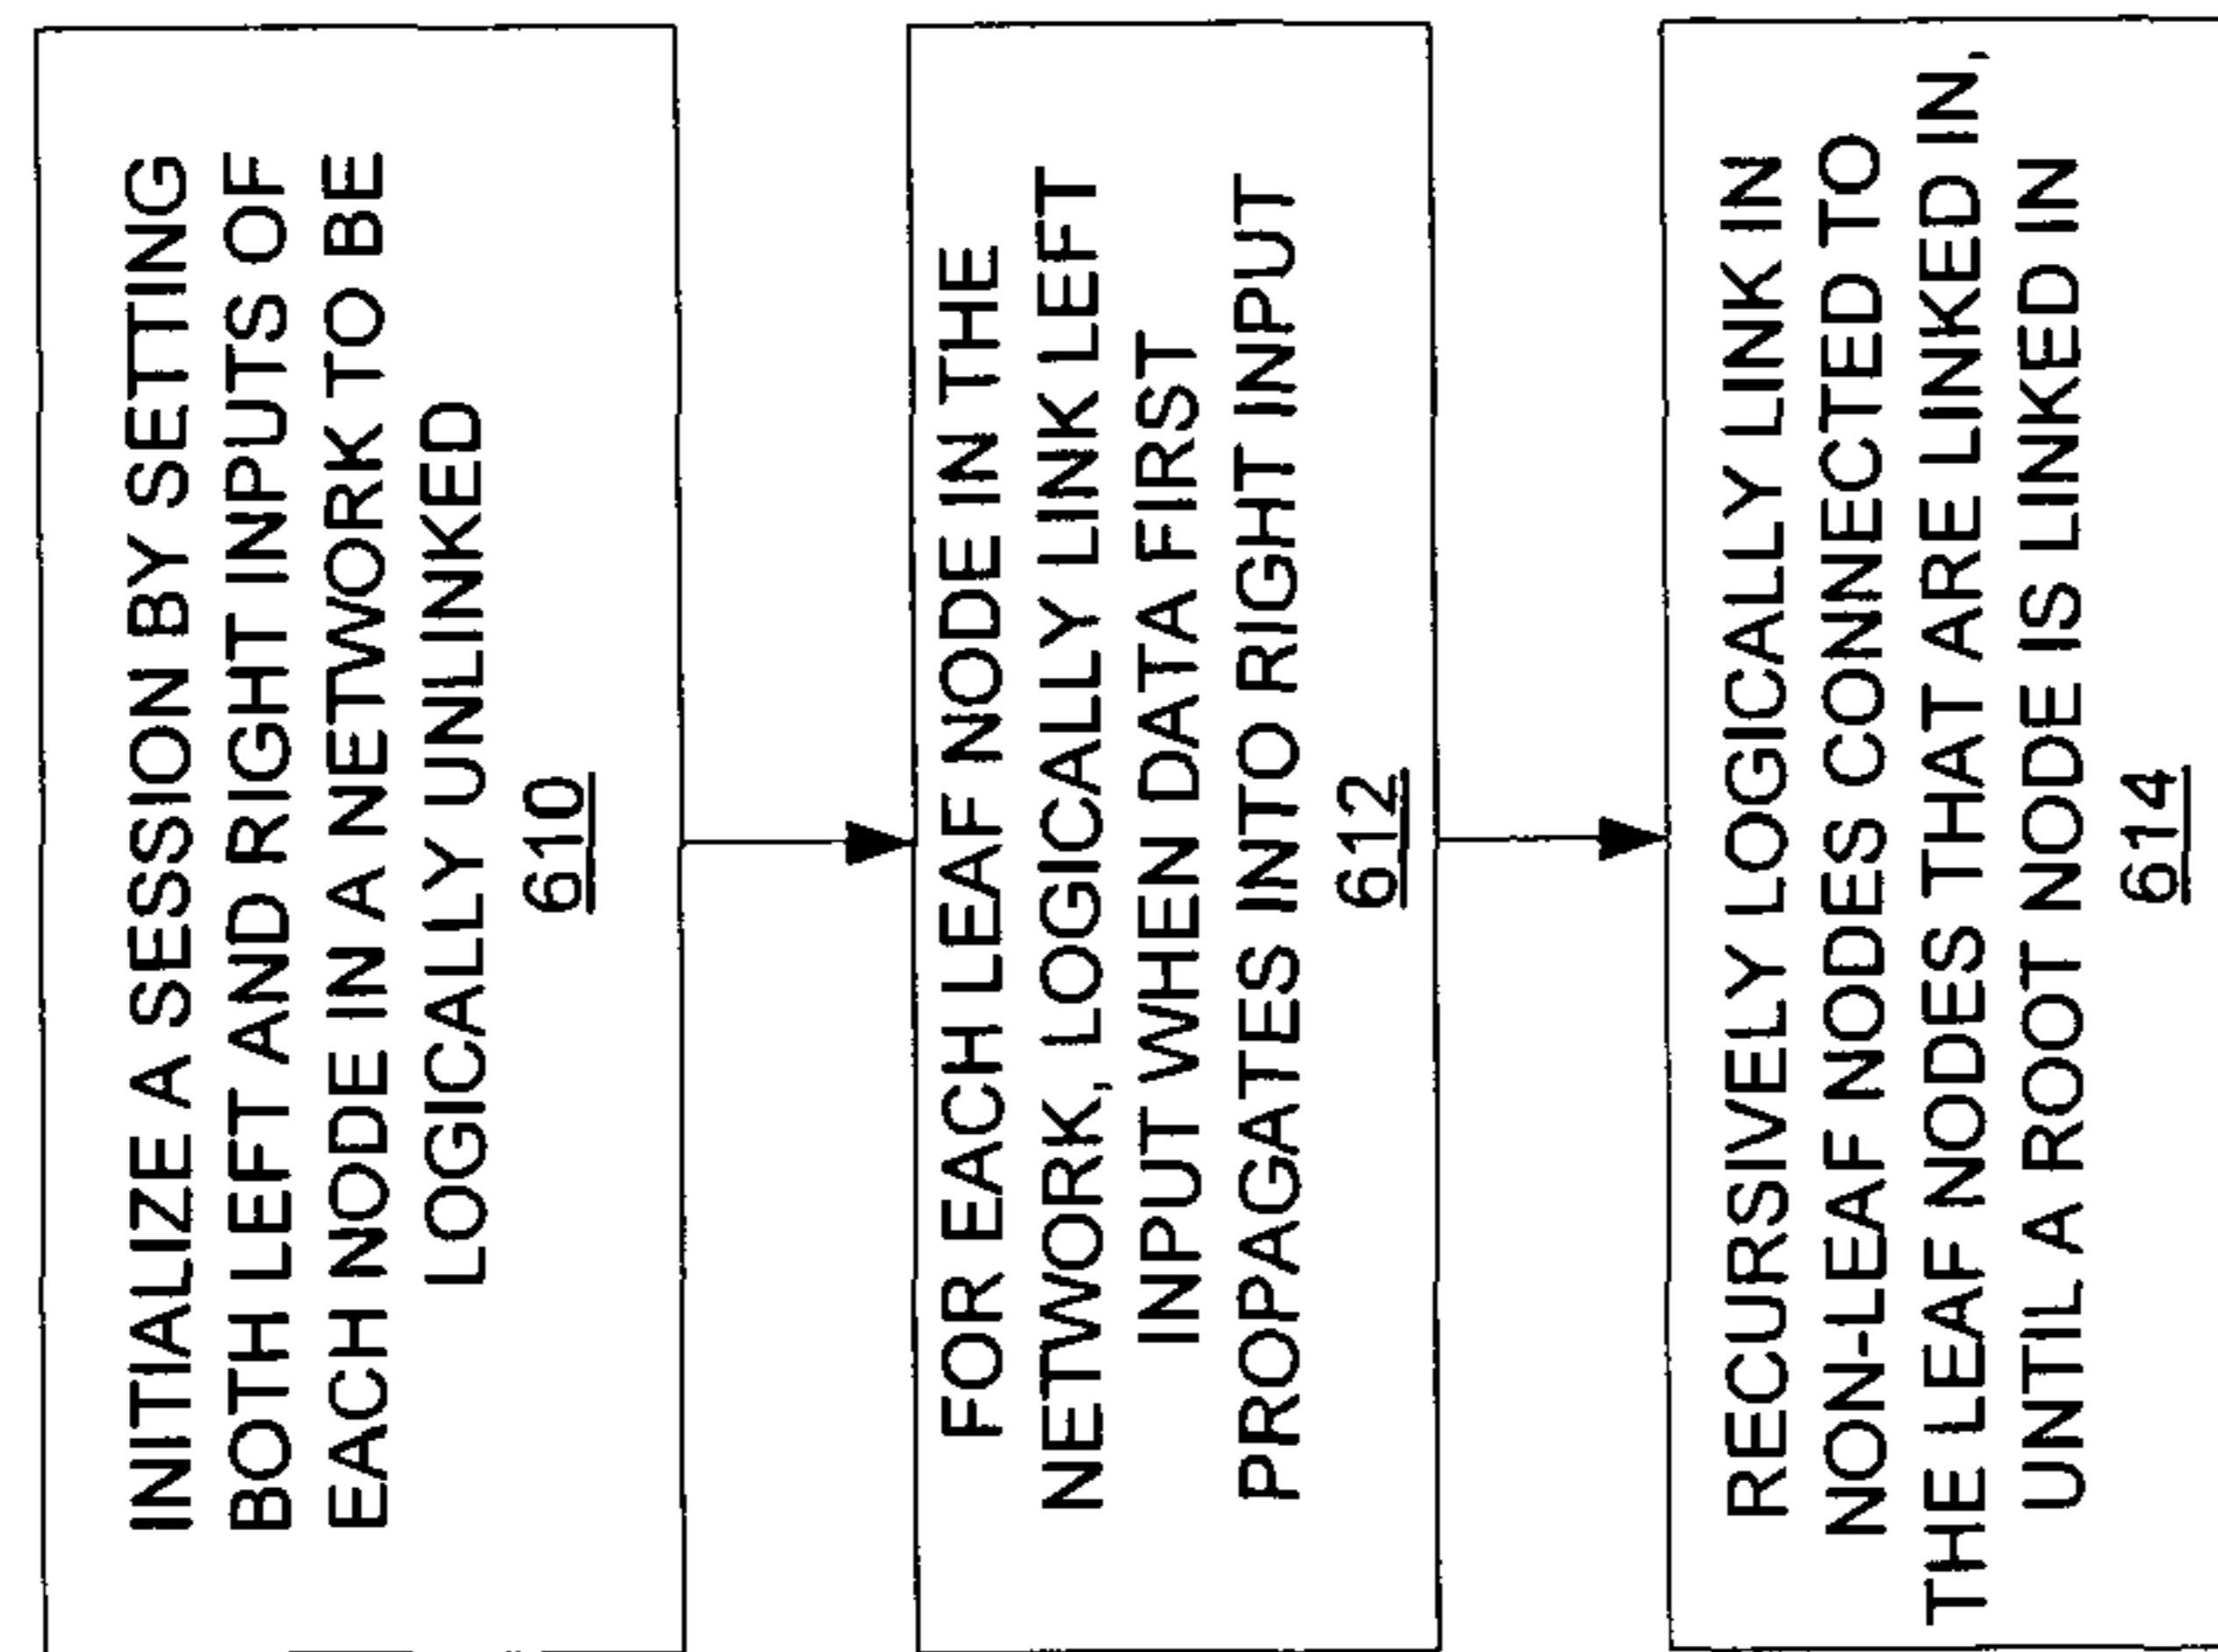 INITIALIZE A SESSION BY SETTING
BOTH LEFT AND RIGHT INPUTS OF
EACH NODE IN A NETWORK TO BE
LOGICALLY UNLINKED
610
FOR EACH LEAF NODE IN THE
NETWORK, LOGICALLY LINK LEFT
INPUT WHEN DATA FIRST
PROPAGATES INTO RIGHT INPUT
612
RECURSIVELY LOGICALLY LINK IN
NON-LEAF NODES CONNECTED TO
THE LEAF NODES THAT ARE LINKED IN,
UNTIL A ROOT NODE IS LINKED IN
614